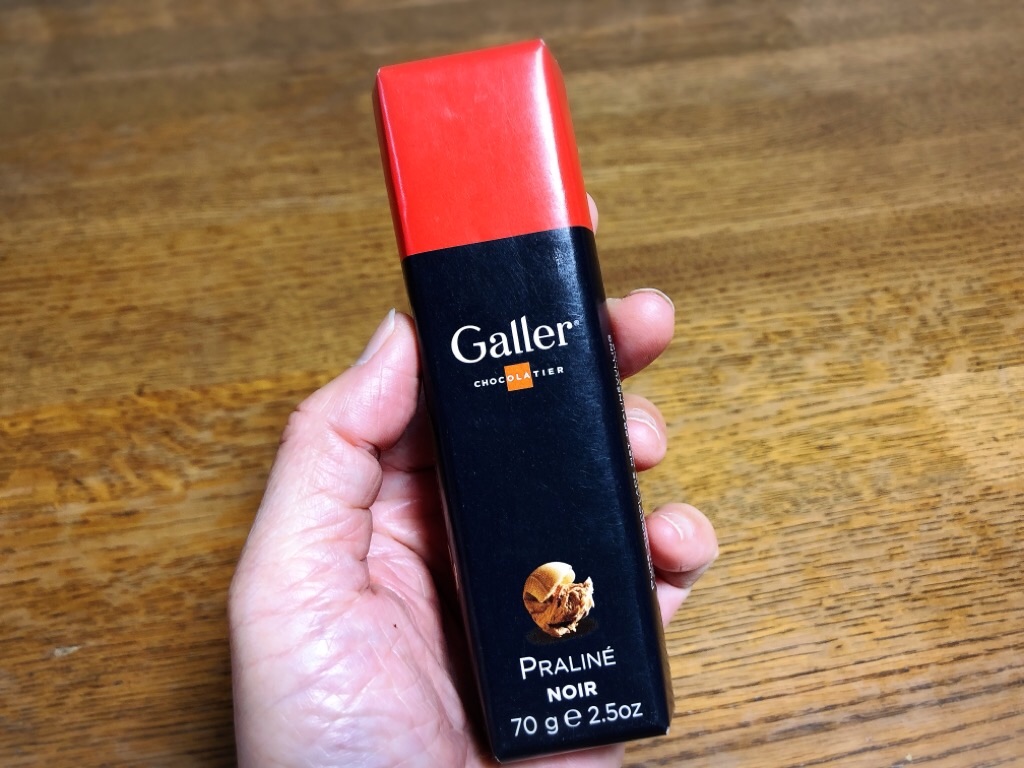 Galler®
CHOCOLATIER
PRALINÉ
NOIR
70 g e 2.5oz